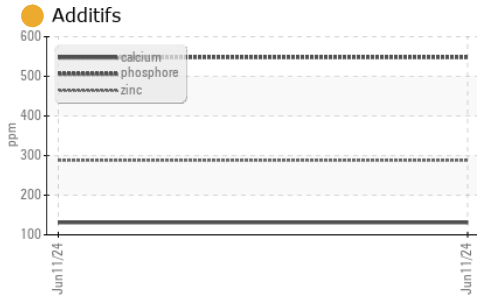 Additifs
600
500
400
300
200
100
ppm
calcium
phosphore
zinc
Jun11/24
Jun11/24